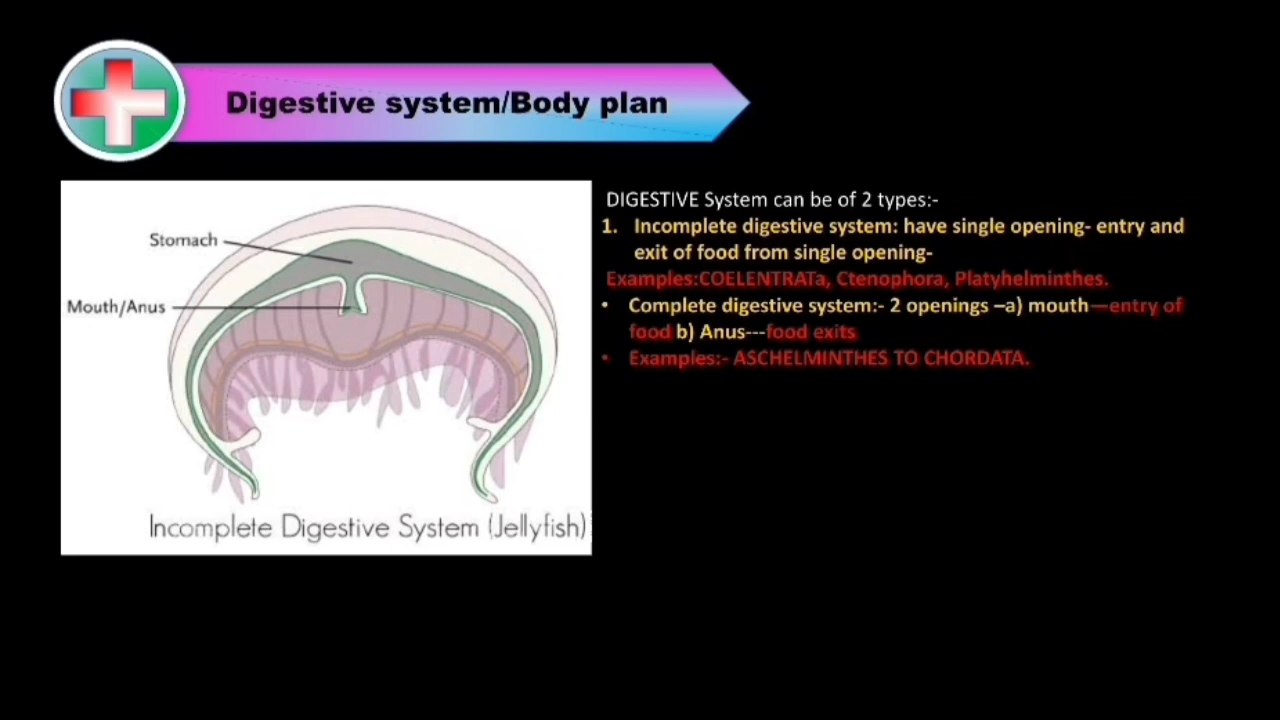 Digestive system/Body plan
Stomach
Mouth/Anus
Incomplete Digestive System (Jellyfish)
DIGESTIVE System can be of 2 types:-
1. Incomplete digestive system: have single opening- entry and
exit of food from single opening-
Examples:COELENTRATa, Ctenophora, Platyhelminthes.
• Complete digestive system:- 2 openings –a) mouth—entry of
food b) Anus---food exits
• Examples:- ASCHELMINTHES TO CHORDATA.